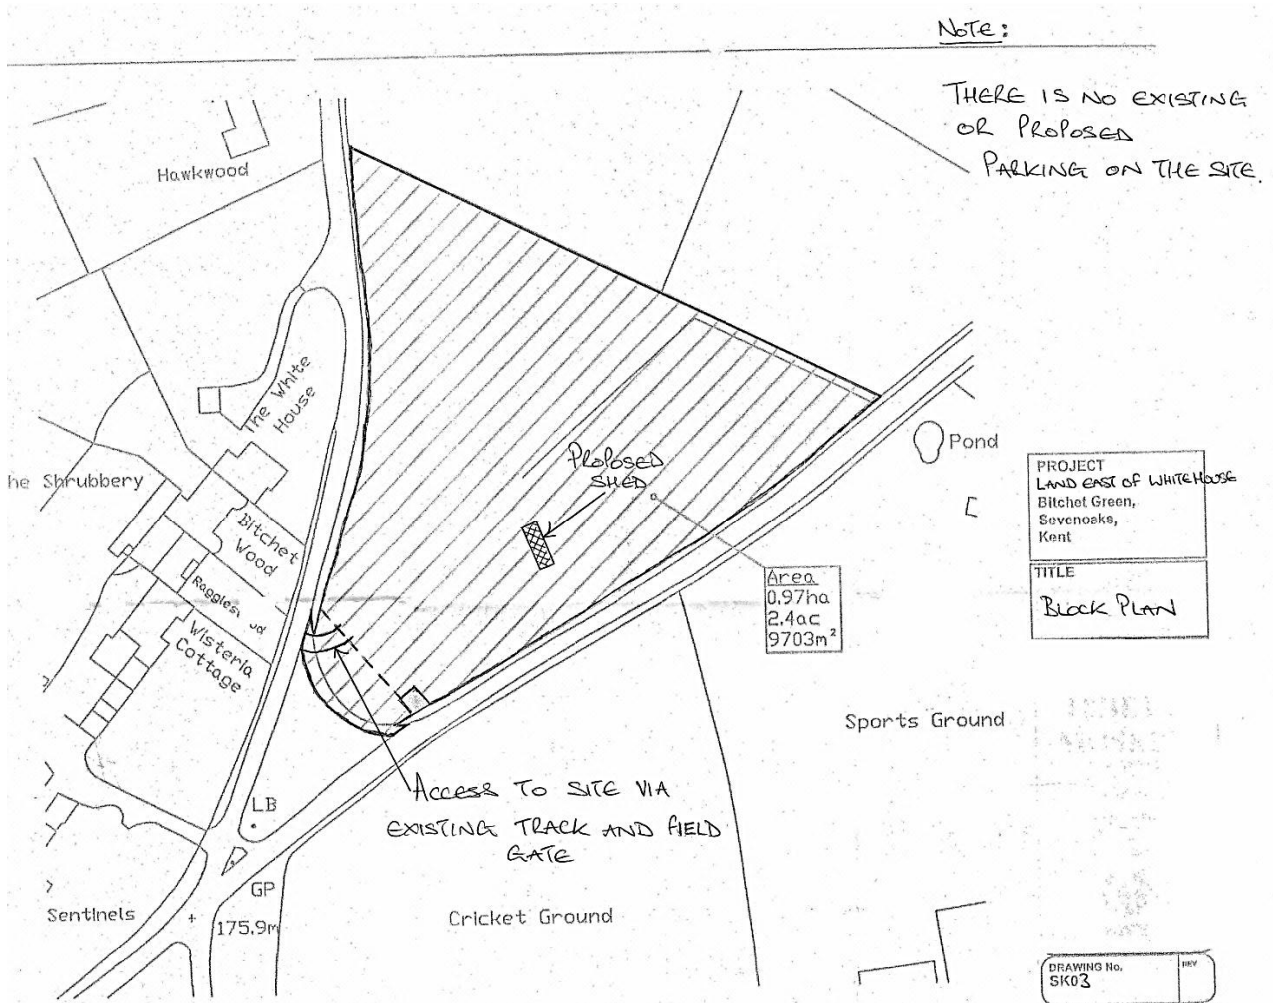 NOTE:
THERE IS NO EXISTING
OR PROPOSED
PARKING ON THE SITE.
Hawkwood
The White
House
he Shrubbery
Bitchet
Wood
Wisteria
Cottage
PROPOSED
SHED
Pond
Area
0.97ha
2.4ac
9703m²
PROJECT
LAND EAST OF WHITEHOUSE
Bitchet Green,
Sevenoaks,
Kent
TITLE
BLOCK PLAN
Sports Ground
ACCESS TO SITE VIA
EXISTING TRACK AND FIELD
GATE
LB
GP
175.9m
Sentinels
Cricket Ground
DRAWING No.
SK03
REV